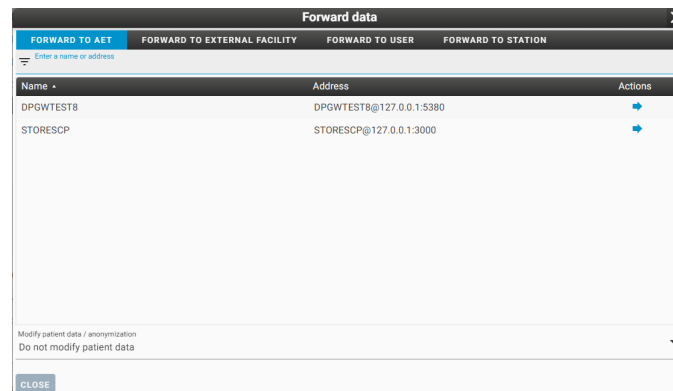 Forward data
FORWARD TO AET FORWARD TO EXTERNAL FACILITY FORWARD TO USER FORWARD TO STATION
Enter a name or address
Name Address Actions
DPGWTEST8 DPGWTEST8@127.0.0.1:5380
STORESCP STORESCP@127.0.0.1:3000
Modify patient data / anonymization
Do not modify patient data
CLOSE